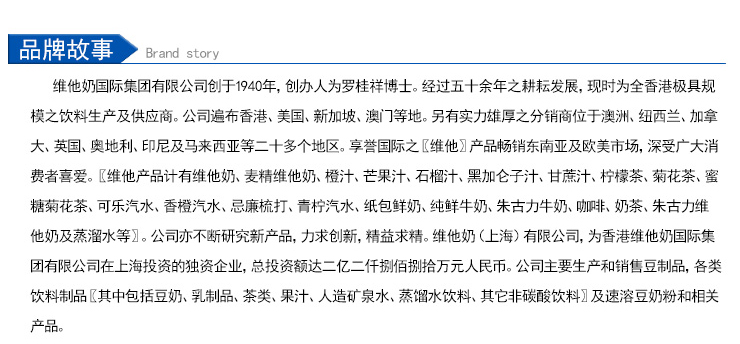 品牌故事 Brand story
维他奶国际集团有限公司创于1940年，创办人为罗桂祥博士。经过五十余年之耕耘发展，现时为全香港极具规
模之饮料生产及供应商。公司遍布香港、美国、新加坡、澳门等地。另有实力雄厚之分销商位于澳洲、纽西兰、加拿
大、英国、奥地利、印尼及马来西亚等二十多个地区。享誉国际之〖维他〗产品畅销东南亚及欧美市场，深受广大消
费者喜爱。〖维他产品计有维他奶、麦精维他奶、橙汁、芒果汁、石榴汁、黑加仑子汁、甘蔗汁、柠檬茶、菊花茶、蜜
糖菊花茶、可乐汽水、香橙汽水、忌廉梳打、青柠汽水、纸包鲜奶、纯鲜牛奶、朱古力牛奶、咖啡、奶茶、朱古力维
他奶及蒸溜水等〗。公司亦不断研究新产品，力求创新，精益求精。维他奶（上海）有限公司，为香港维他奶国际集
团有限公司在上海投资的独资企业，总投资额达二亿二仟捌佰捌拾万元人民币。公司主要生产和销售豆制品，各类
饮料制品〖其中包括豆奶、乳制品、茶类、果汁、人造矿泉水、蒸馏水饮料、其它非碳酸饮料〗及速溶豆奶粉和相关
产品。